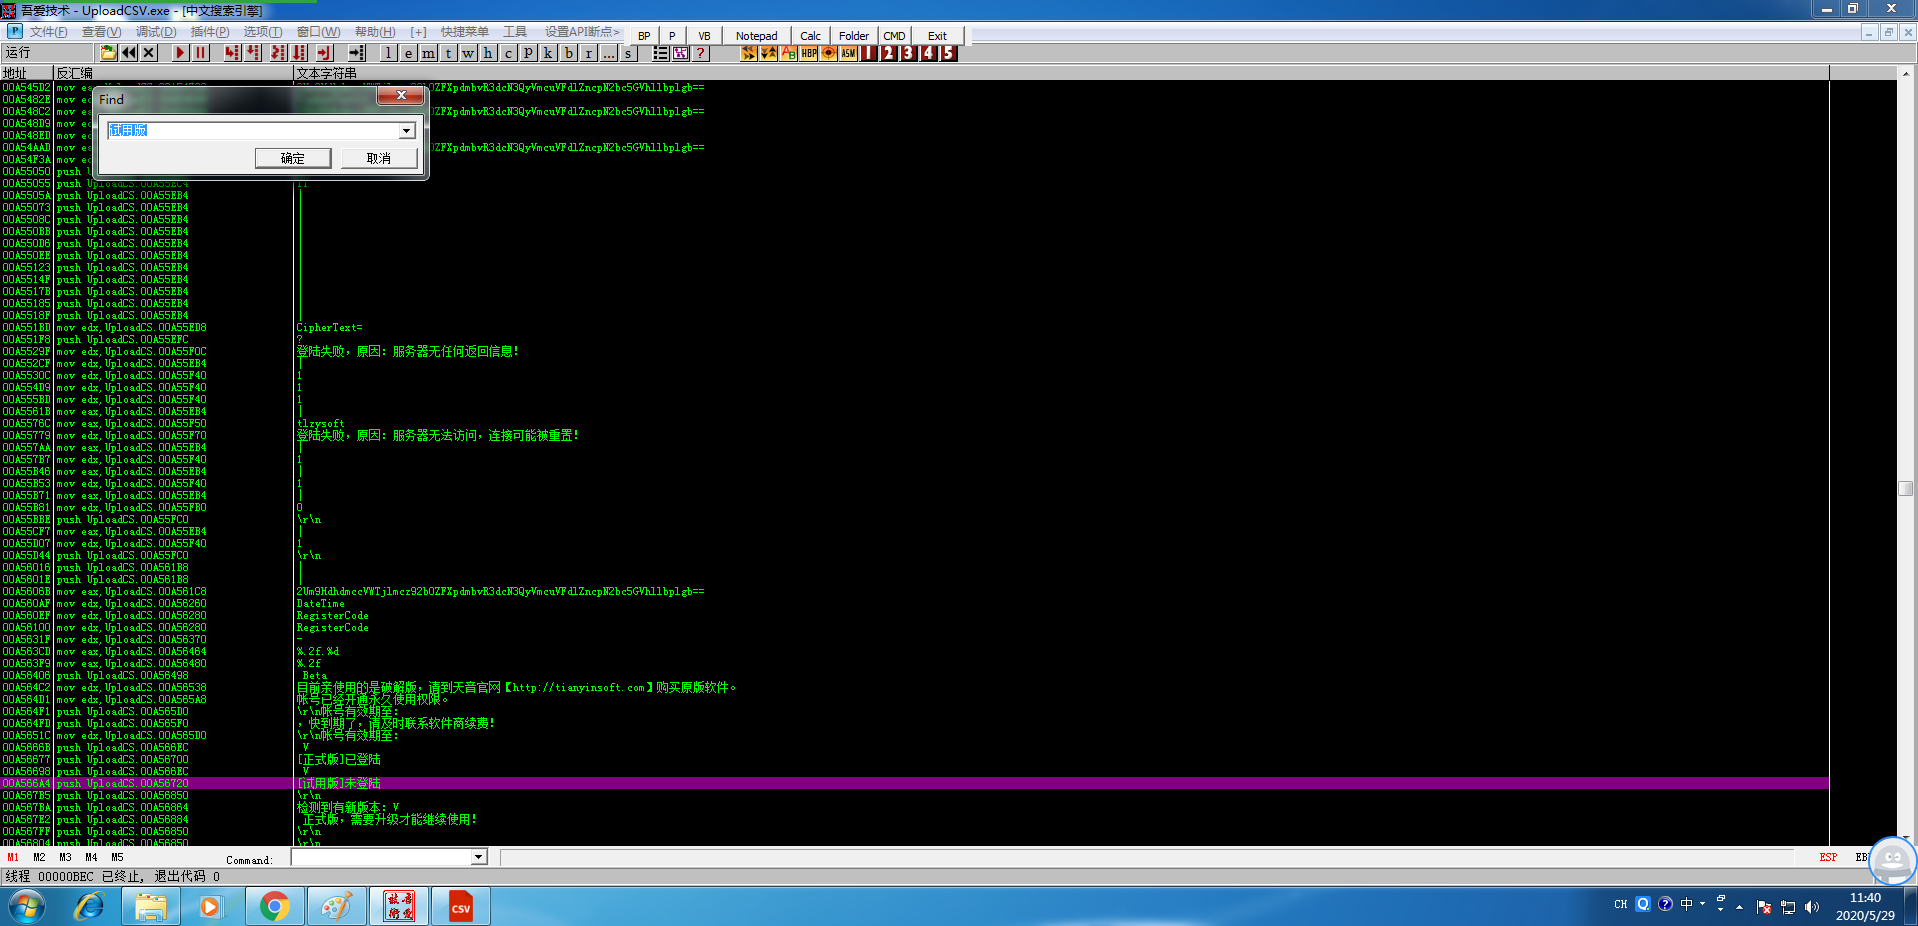 吾爱技术 - UploadCSV.exe - [中文搜索引擎]
文件(F) 查看(V) 调试(D) 插件(P) 选项(T) 窗口(W) 帮助(H) [+] 快捷菜单 工具 设置API断点> BP P VB Notepad Calc Folder CMD Exit
运行 l e m t w h c p k b r ... s ? HBP ASM 1 2 3 4 5
地址 反汇编 文本字符串
00A545D2 mov ZFXpdmbvR3dcN3QyVmcuVFdlZncpN2bc5GVhllbplgb==
Find
00A5482E mov
00A548C2 mov ZFXpdmbvR3dcN3QyVmcuVFdlZncpN2bc5GVhllbplgb==
00A548D9 mov
试用版
00A548ED mov
00A54AAD mov ZFXpdmbvR3dcN3QyVmcuVFdlZncpN2bc5GVhllbplgb==
00A54F3A mov
确定 取消
00A55050 push
00A55055 push UploadCS.00A55EC4 11
00A5505A push UploadCS.00A55EB4 |
00A55073 push UploadCS.00A55EB4 |
00A5508C push UploadCS.00A55EB4 |
00A550BB push UploadCS.00A55EB4 |
00A550D6 push UploadCS.00A55EB4 |
00A550EE push UploadCS.00A55EB4 |
00A55123 push UploadCS.00A55EB4 |
00A5514F push UploadCS.00A55EB4 |
00A5517B push UploadCS.00A55EB4 |
00A55185 push UploadCS.00A55EB4 |
00A5518F push UploadCS.00A55EB4 |
00A551BD mov edx,UploadCS.00A55ED8 CipherText=
00A551F8 push UploadCS.00A55EFC ?
00A5529F mov edx,UploadCS.00A55F0C 登陆失败，原因：服务器无任何返回信息！
00A552CF mov edx,UploadCS.00A55EB4 |
00A5530C mov edx,UploadCS.00A55F40 1
00A554D9 mov edx,UploadCS.00A55F40 1
00A555BD mov edx,UploadCS.00A55F40 1
00A5561B mov eax,UploadCS.00A55EB4 |
00A5576C mov eax,UploadCS.00A55F50 tlzysoft
00A55779 mov edx,UploadCS.00A55F70 登陆失败，原因：服务器无法访问，连接可能被重置！
00A557AA mov eax,UploadCS.00A55EB4 |
00A557B7 mov edx,UploadCS.00A55F40 1
00A55B46 mov eax,UploadCS.00A55EB4 |
00A55B53 mov edx,UploadCS.00A55F40 1
00A55B71 mov eax,UploadCS.00A55EB4 |
00A55B81 mov edx,UploadCS.00A55FB0 0
00A55BBE push UploadCS.00A55FC0 \r\n
00A55CF7 mov eax,UploadCS.00A55EB4 |
00A55D07 mov edx,UploadCS.00A55F40 1
00A55D44 push UploadCS.00A55FC0 \r\n
00A56016 push UploadCS.00A561B8 |
00A5601E push UploadCS.00A561B8 |
00A5606B mov eax,UploadCS.00A561C8 2Um9MdhdmccVWTjlmcz92bOZFXpdmbvR3dcN3QyVmcuVFdlZncpN2bc5GVhllbplgb==
00A560AF mov edx,UploadCS.00A56260 DateTime
00A560EF mov edx,UploadCS.00A56280 RegisterCode
00A56100 mov edx,UploadCS.00A56280 RegisterCode
00A5631F mov edx,UploadCS.00A56370 -
00A563CD mov eax,UploadCS.00A56464 %.2f.%d
00A563F9 mov eax,UploadCS.00A56480 %.2f
00A56406 push UploadCS.00A56498 Beta
00A564C2 mov edx,UploadCS.00A56538 目前亲使用的是破解版，请到天音官网【http://tianyinsoft.com】购买原版软件。
00A564D1 mov edx,UploadCS.00A565A8 帐号已经开通永久使用权限。
00A564F1 push UploadCS.00A565D0 \r\n帐号有效期至：
00A564FD push UploadCS.00A565F0 ，快到期了，请及时联系软件商续费！
00A5651C mov edx,UploadCS.00A565D0 \r\n帐号有效期至：
00A5666B push UploadCS.00A566EC V
00A56677 push UploadCS.00A56700 [正式版]已登陆
00A56698 push UploadCS.00A566EC V
00A566A4 push UploadCS.00A56720 [试用版]未登陆
00A567B5 push UploadCS.00A56850 \r\n
00A567BA push UploadCS.00A56864 检测到有新版本：V
00A567E2 push UploadCS.00A56884 正式版，需要升级才能继续使用！
00A567FF push UploadCS.00A56850 \r\n
00A56804 push UploadCS.00A56850 \r\n
M1 M2 M3 M4 M5 Command: ESP
线程 00000BEC 已终止, 退出代码 0
吾爱技术 CSV CH 中 11:40
2020/5/29